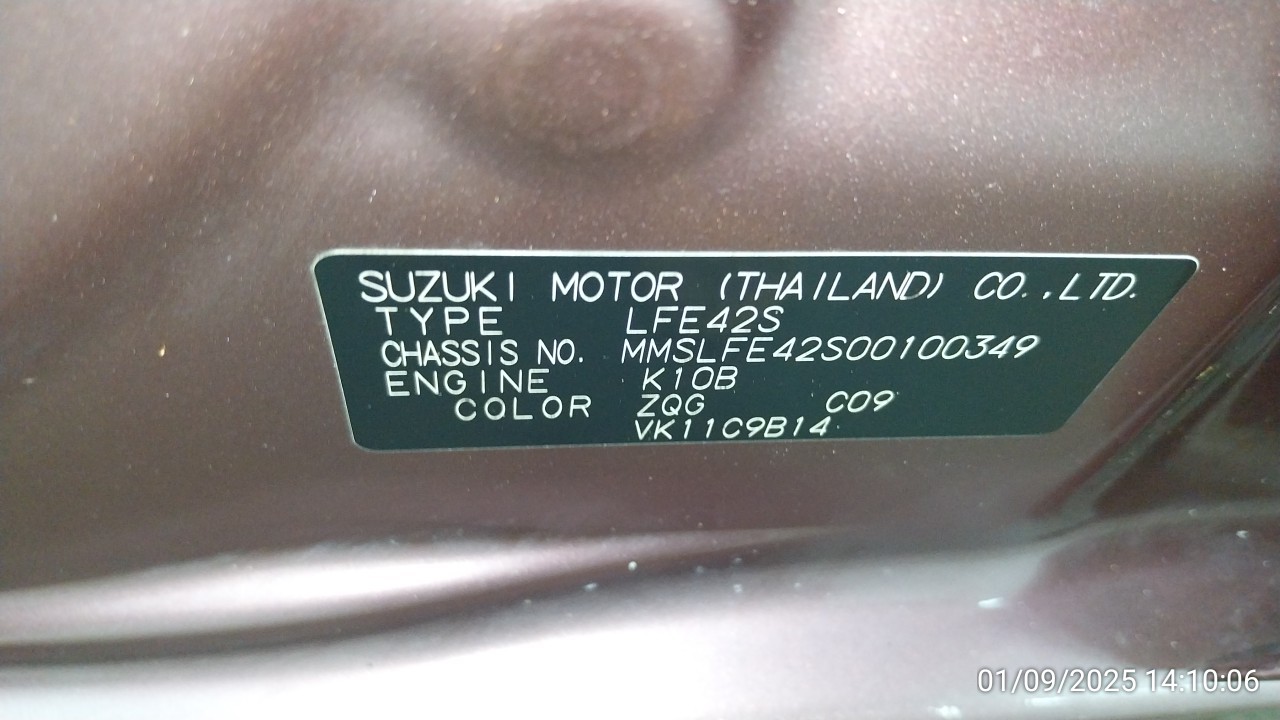 SUZUKI MOTOR (THAILAND) CO.,LTD.
TYPE LFE42S
CHASSIS NO. MMSLFE42S00100349
ENGINE K10B
COLOR ZQG C09
VK11C9B14
01/09/2025 14:10:06